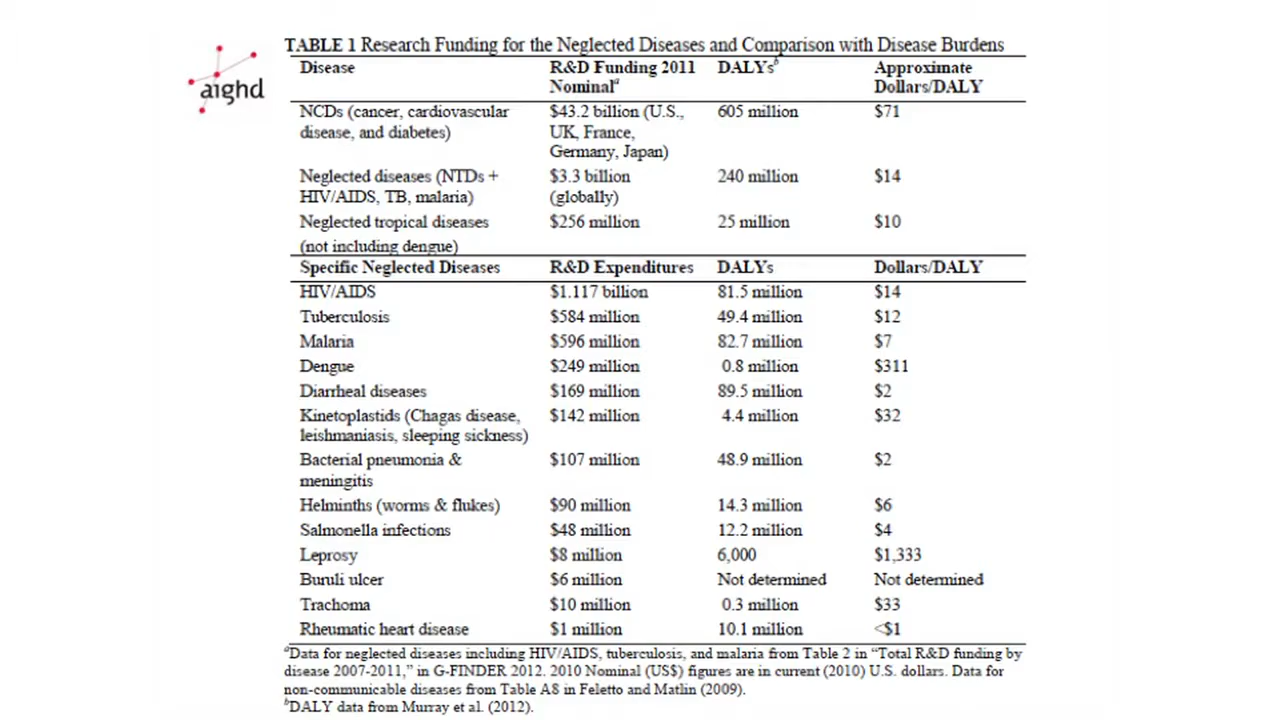 aighd
TABLE 1 Research Funding for the Neglected Diseases and Comparison with Disease Burdens
Disease R&D Funding 2011 DALYsᵇ Approximate
Nominalᵃ Dollars/DALY
NCDs (cancer, cardiovascular $43.2 billion (U.S., 605 million $71
disease, and diabetes) UK, France,
Germany, Japan)
Neglected diseases (NTDs + $3.3 billion 240 million $14
HIV/AIDS, TB, malaria) (globally)
Neglected tropical diseases $256 million 25 million $10
(not including dengue)
Specific Neglected Diseases R&D Expenditures DALYs Dollars/DALY
HIV/AIDS $1.117 billion 81.5 million $14
Tuberculosis $584 million 49.4 million $12
Malaria $596 million 82.7 million $7
Dengue $249 million 0.8 million $311
Diarrheal diseases $169 million 89.5 million $2
Kinetoplastids (Chagas disease, $142 million 4.4 million $32
leishmaniasis, sleeping sickness)
Bacterial pneumonia & $107 million 48.9 million $2
meningitis
Helminths (worms & flukes) $90 million 14.3 million $6
Salmonella infections $48 million 12.2 million $4
Leprosy $8 million 6,000 $1,333
Buruli ulcer $6 million Not determined Not determined
Trachoma $10 million 0.3 million $33
Rheumatic heart disease $1 million 10.1 million <$1
ᵃData for neglected diseases including HIV/AIDS, tuberculosis, and malaria from Table 2 in “Total R&D funding by
disease 2007-2011,” in G-FINDER 2012. 2010 Nominal (US$) figures are in current (2010) U.S. dollars. Data for
non-communicable diseases from Table A8 in Feletto and Matlin (2009).
ᵇDALY data from Murray et al. (2012).